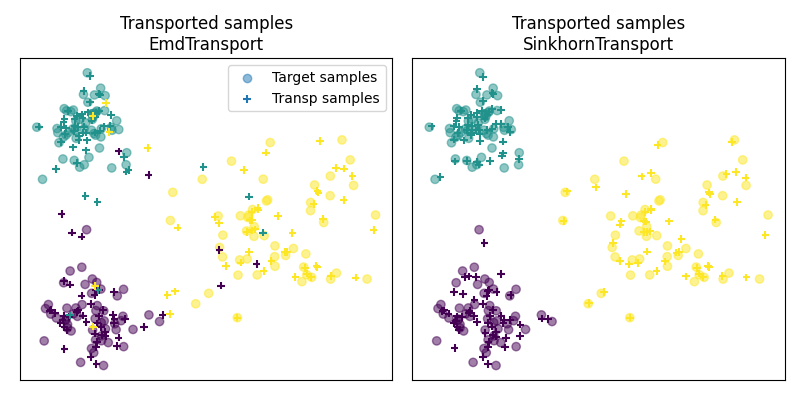 Transported samples
EmdTransport
Target samples
Transp samples
Transported samples
SinkhornTransport